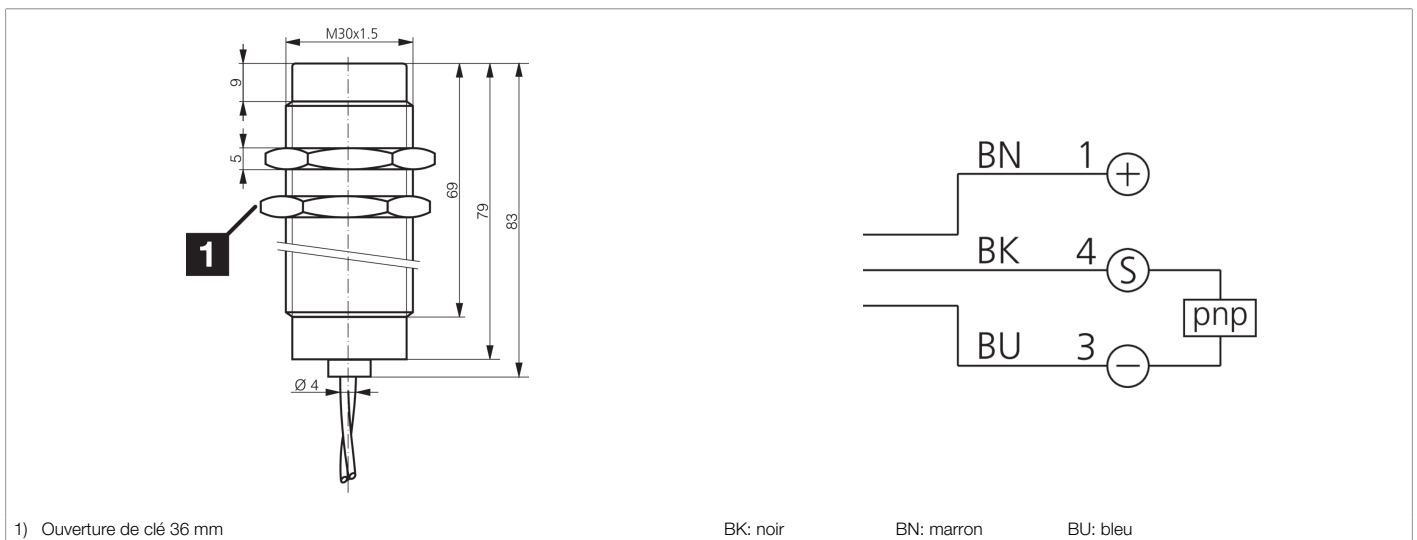 M30x1.5
9
5
69
79
83
1
Ø 4
BN 1 +
BK 4 S
pnp
BU 3 −
1) Ouverture de clé 36 mm
BK: noir BN: marron BU: bleu